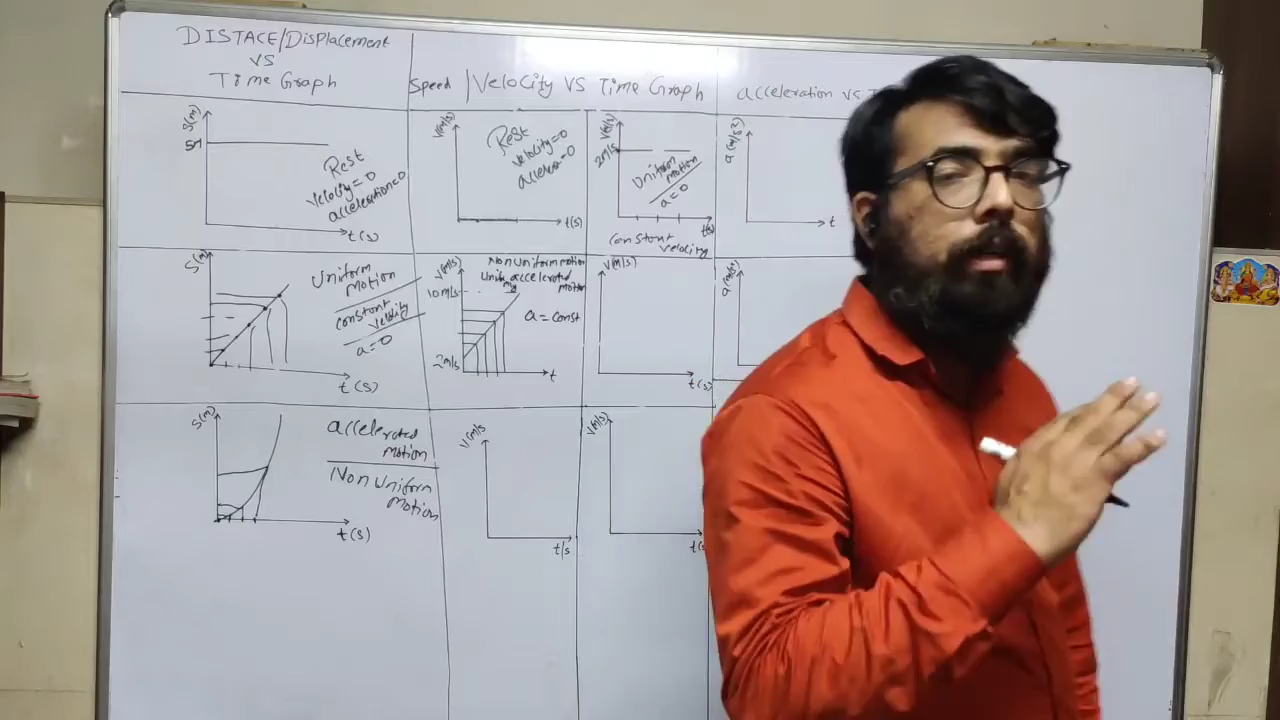 DISTACE/Displacement
VS
Time Graph
Speed /Velocity VS Time Graph
acceleration vs
S(m)
5m
Rest
Velocity=0
acceleration=0
t(s)
V(m/s)
Rest
Velocity=0
acceleran=0
t(s)
V(m/s)
2m/s
Uniform
motion
a=0
t(s)
constant
velocity
a(m/s²)
t
S(m)
Uniform
Motion
constant
velocity
a=0
t(s)
V(m/s)
10m/s
2m/s
Non Uniform motion
accelerated
motion
a=const
t
V(m/s)
t(s)
a(m/s²)
S(m)
accelerated
motion
Non Uniform
Motion
t(s)
V(m/s)
t/s
V(m/s)